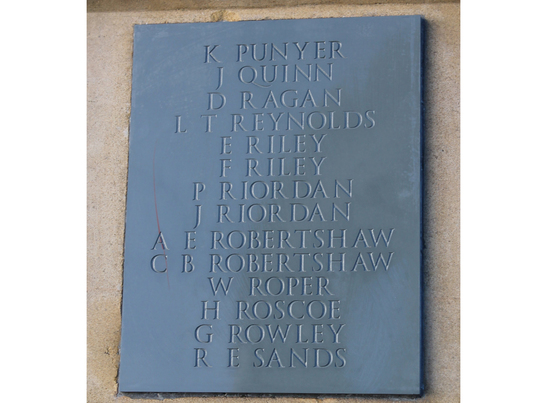 K PUNYER
J QUINN
D RAGAN
L T REYNOLDS
E RILEY
F RILEY
P RIORDAN
J RIORDAN
A E ROBERTSHAW
C B ROBERTSHAW
W ROPER
H ROSCOE
G ROWLEY
R E SANDS